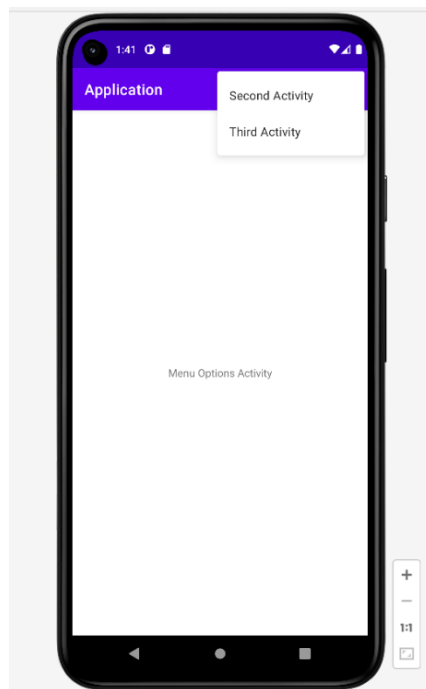 1:41
Application
Second Activity
Third Activity
Menu Options Activity
1:1